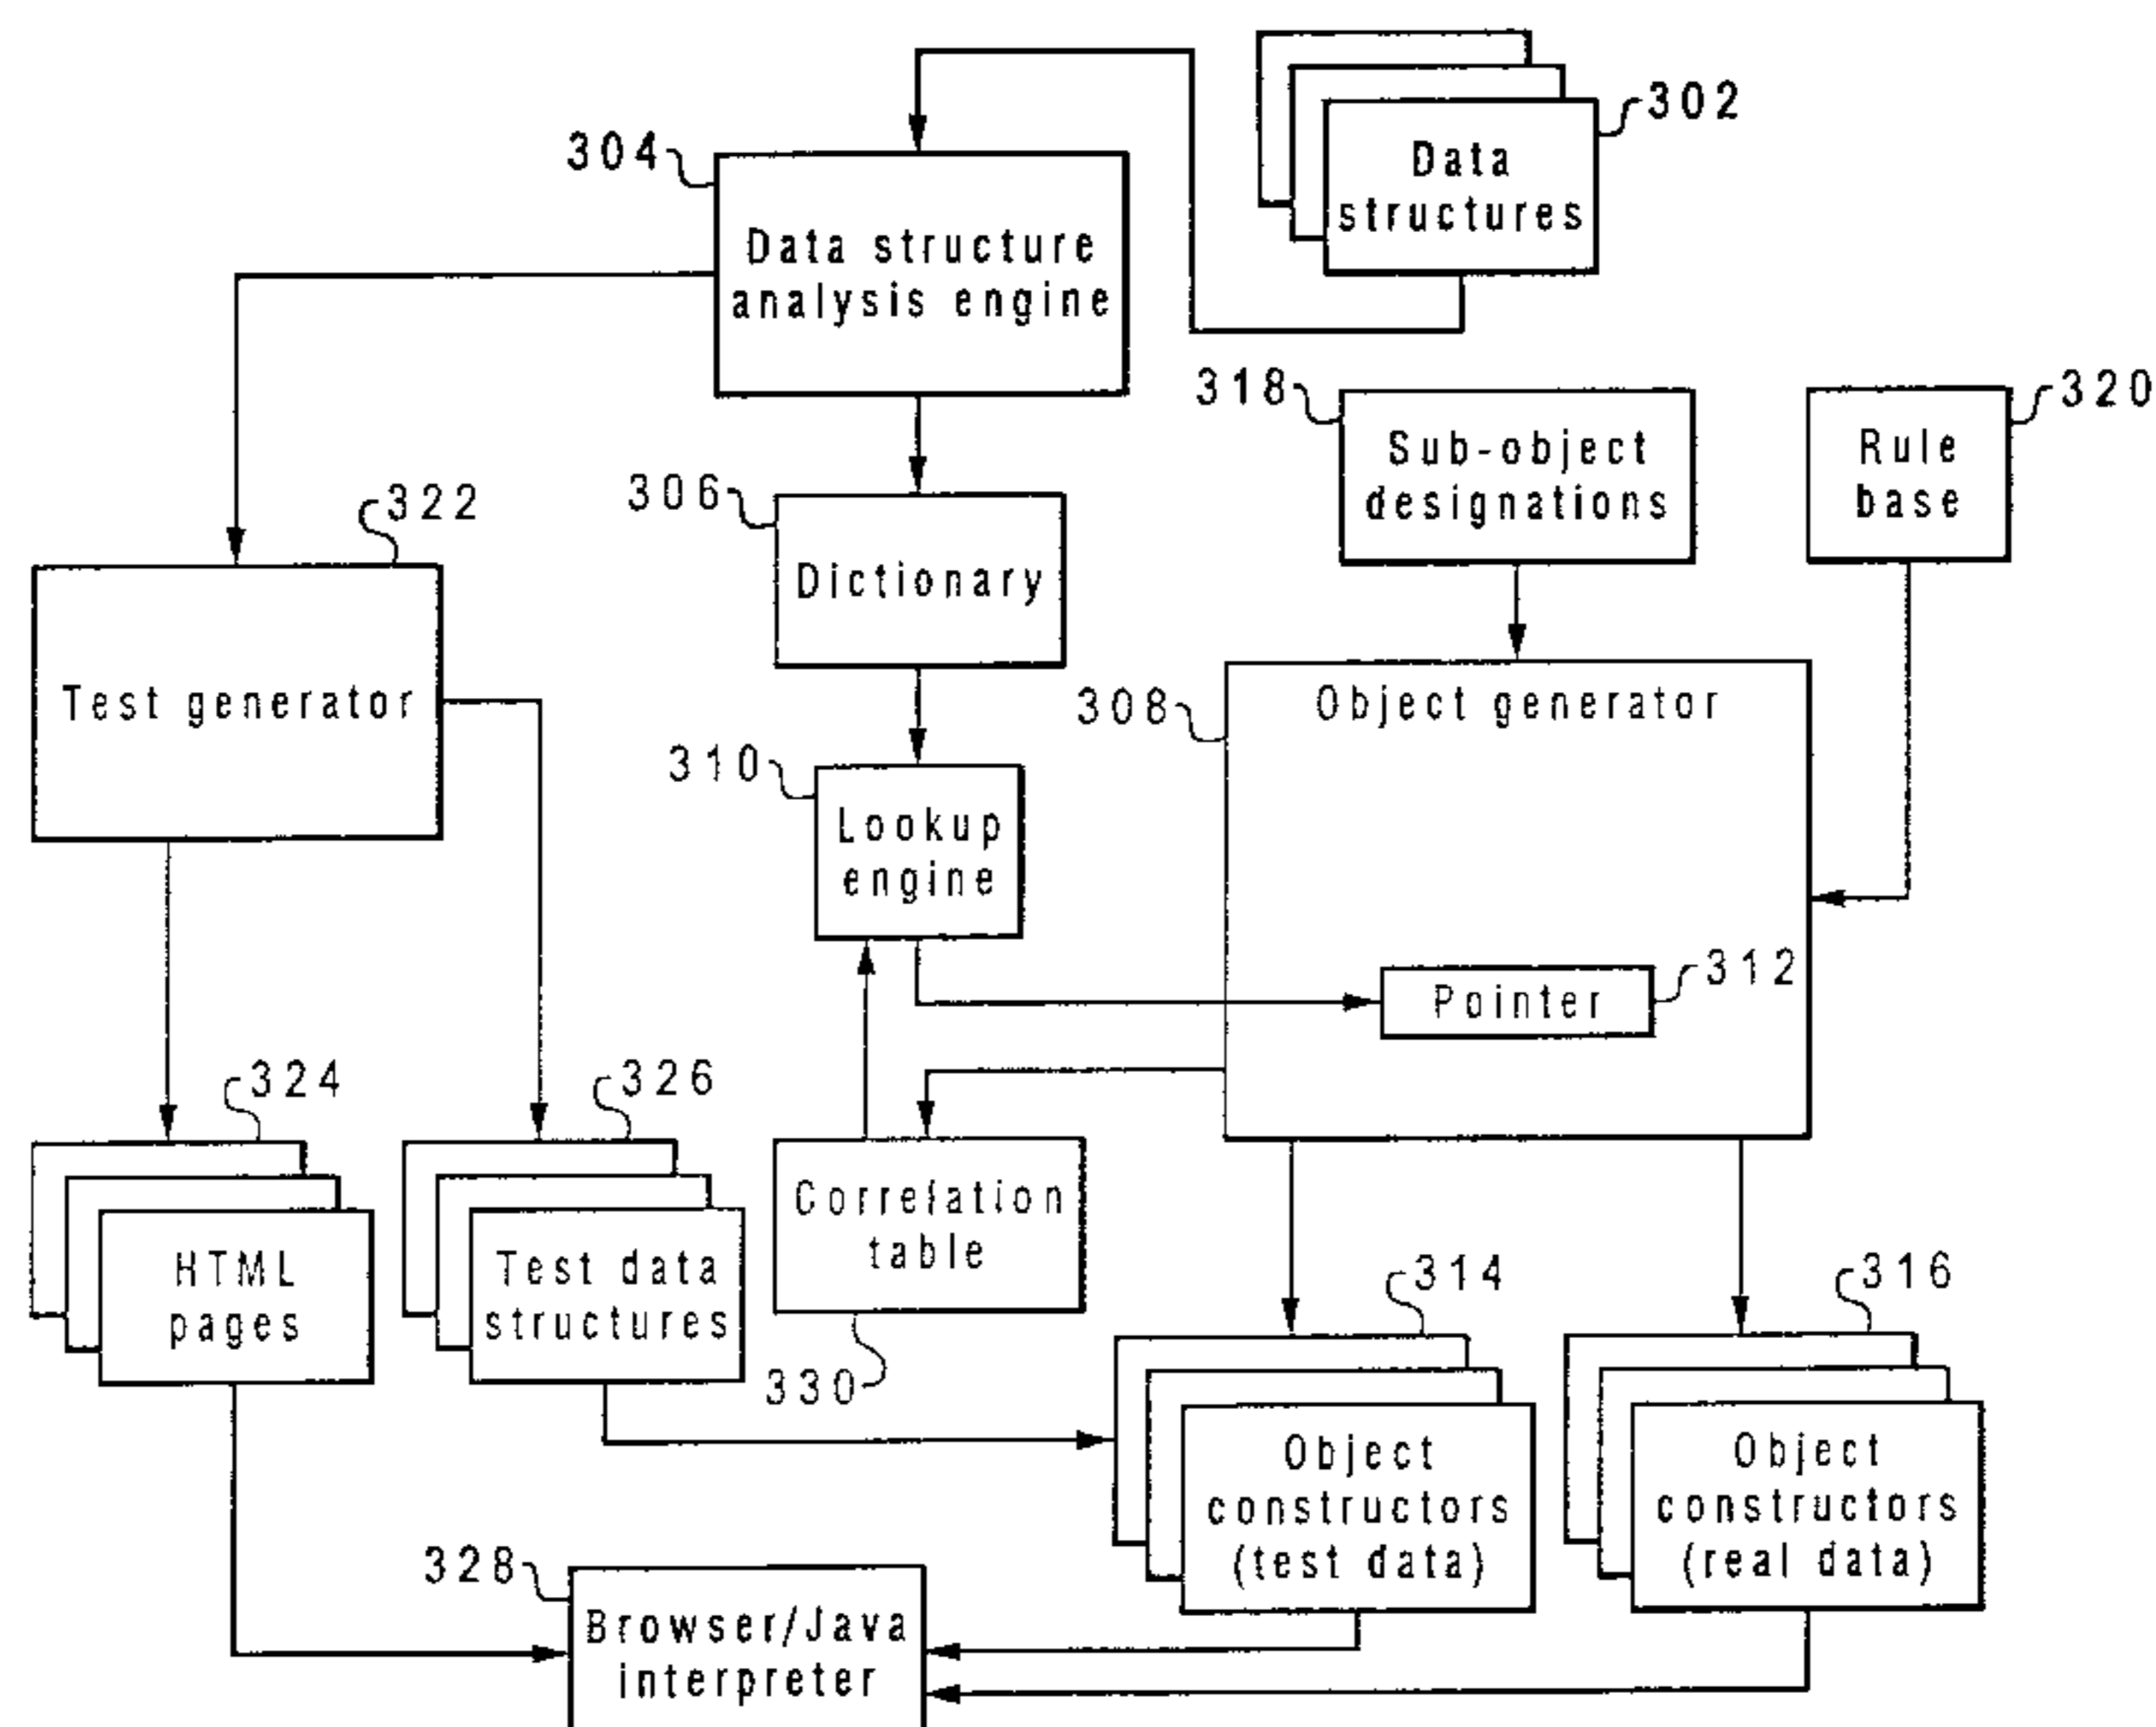 302
Data
structures
304
Data structure
analysis engine
318
Sub-object
designations
320
Rule
base
322
Test generator
306
Dictionary
308
Object generator
310
Lookup
engine
312
Pointer
324
HTML
pages
326
Test data
structures
Correlation
table
330
314
Object
constructors
(test data)
316
Object
constructors
(real data)
328
Browser/Java
interpreter